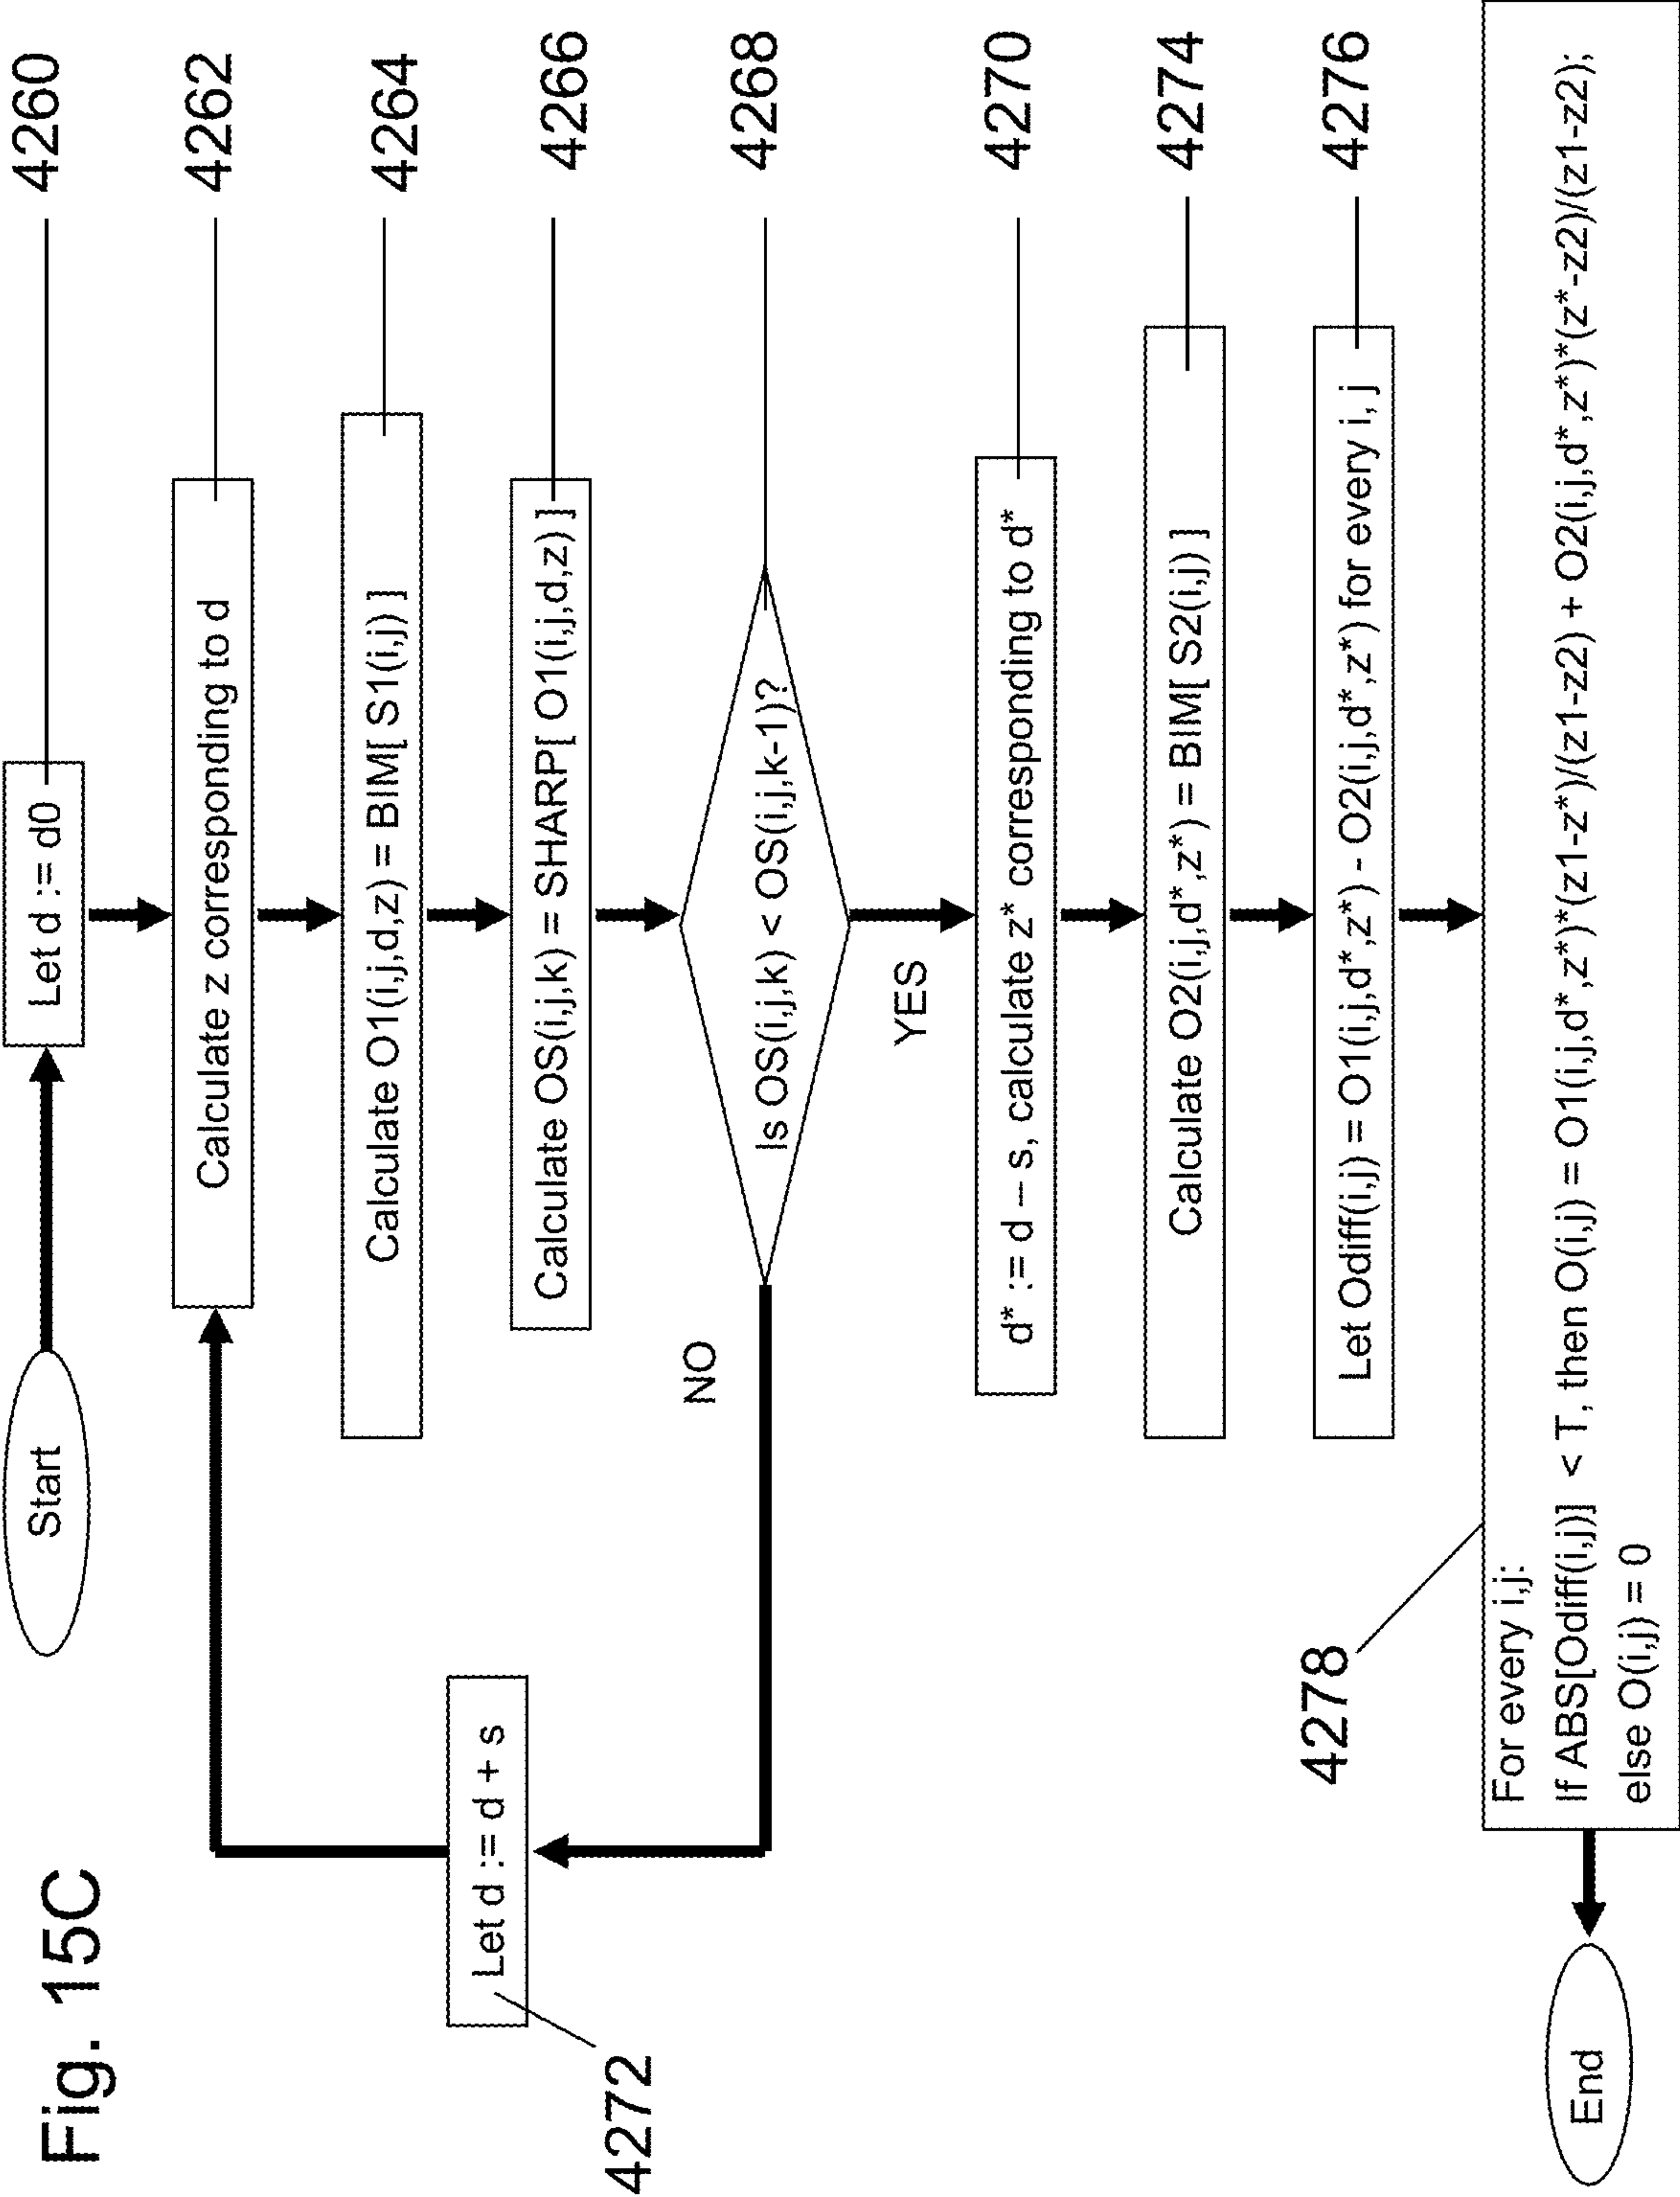 Fig. 15C
Start
Let d := d0
4260
Calculate z corresponding to d
4262
Calculate O1(i,j,d,z) = BIM[ S1(i,j) ]
4264
Let d := d + s
4272
Calculate OS(i,j,k) = SHARP[ O1(i,j,d,z) ]
4266
NO
Is OS(i,j,k) < OS(i,j,k-1)?
4268
YES
d* := d – s, calculate z* corresponding to d*
4270
Calculate O2(i,j,d*,z*) = BIM[ S2(i,j) ]
4274
Let Odiff(i,j) = O1(i,j,d*,z*) - O2(i,j,d*,z*) for every i, j
4276
4278
For every i,j:
If ABS[Odiff(i,j)] < T, then O(i,j) = O1(i,j,d*,z*)*(z1-z*)/(z1-z2) + O2(i,j,d*,z*)*(z*-z2)/(z1-z2);
else O(i,j) = 0
End